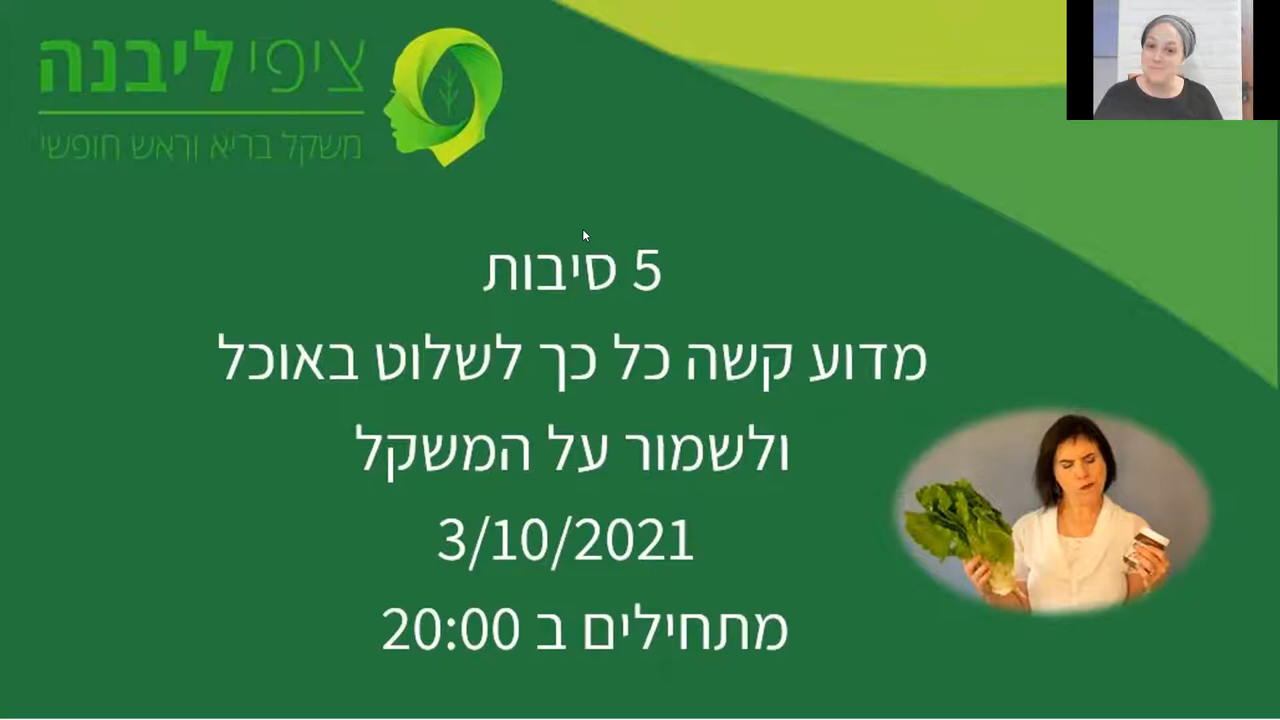 ציפי ליבנה
משקל בריא וראש חופשי
5 סיבות
מדוע קשה כל כך לשלוט באוכל
ולשמור על המשקל
3/10/2021
מתחילים ב 20:00